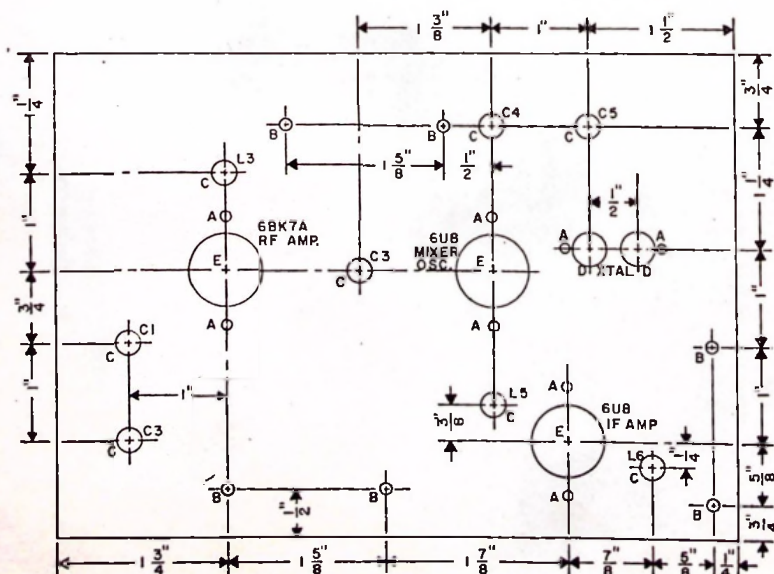 1 3/8"
1"
1 1/2"
1 1/4"
3/4"
C4
C5
B
B
C
C
1 5/8"
1/2"
L3
C
1"
1 1/4"
1/2"
A
6BK7A
RF AMP.
A
6U8
MIXER
OSC.
A
A
E
C3
C
E
D XTAL D
3/4"
1"
A
A
C1
C
B
1"
1"
L5
C
A
3/8"
6U8
IF AMP
1"
C3
C
E
L6
C
1/4"
5/8"
B
B
1/2"
A
B
3/4"
1 3/4"
1 5/8"
1 7/8"
7/8"
5/8"
1/4"